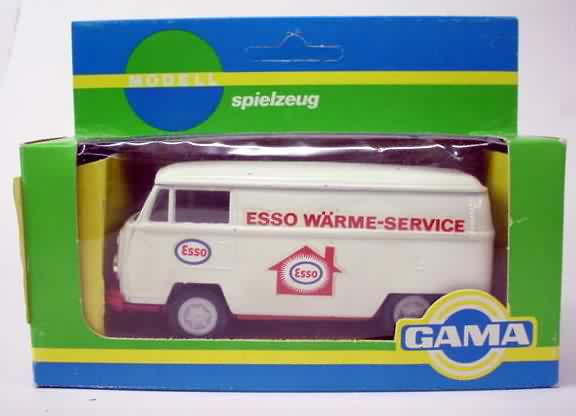 MODELL
spielzeug
ESSO WÄRME-SERVICE
Esso
Esso
GAMA